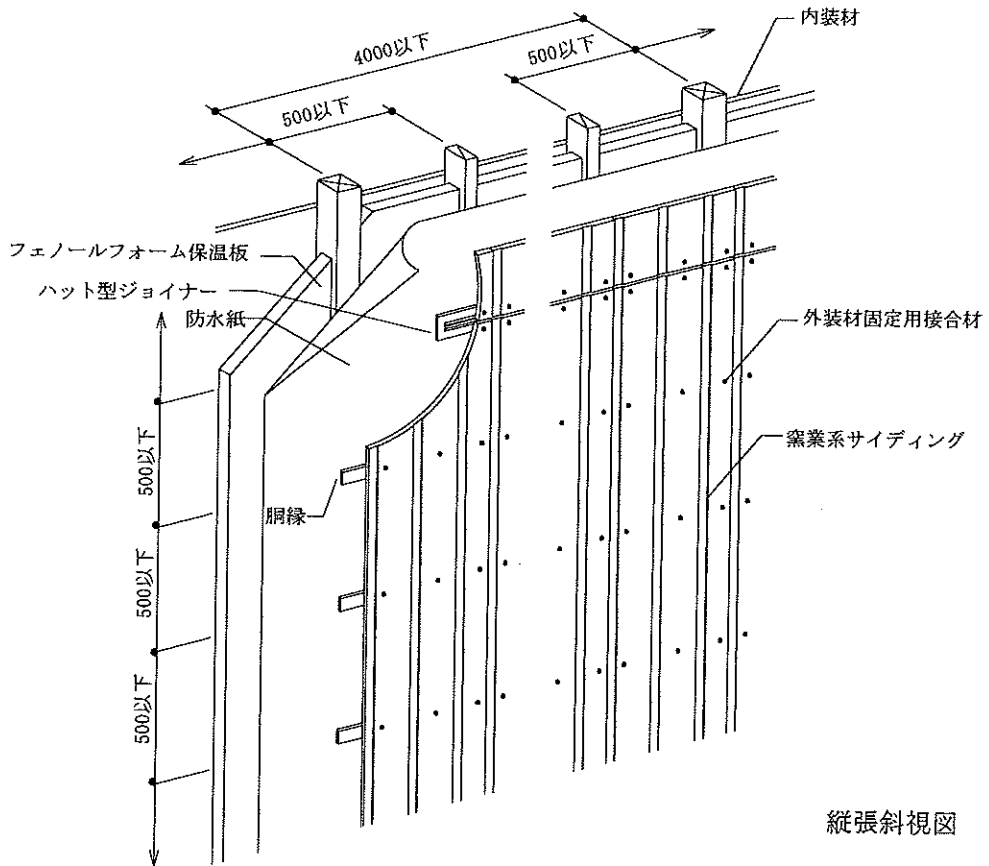 内装材
4000以下
500以下
500以下
フェノールフォーム保温板
ハット型ジョイナー
防水紙
外装材固定用接合材
窯業系サイディング
胴縁
500以下
500以下
500以下
縦張斜視図